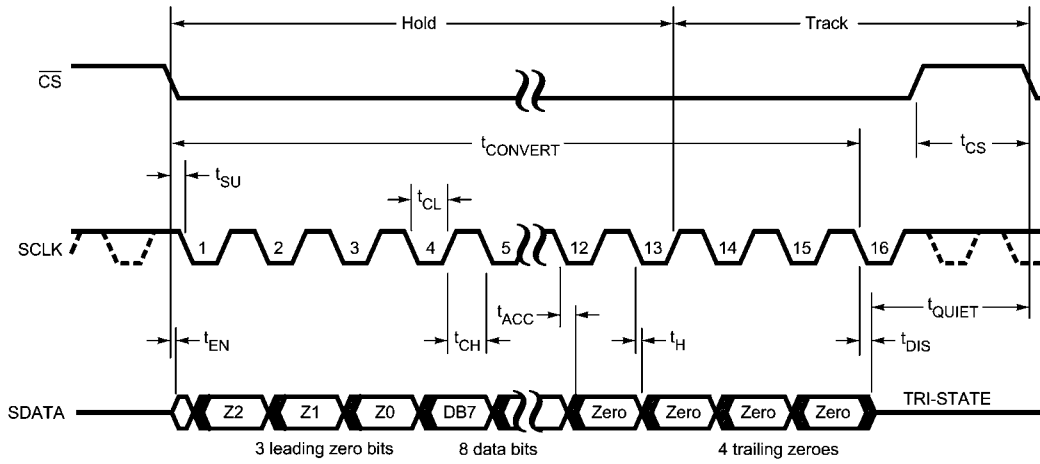 Hold Track
CS
tCONVERT tCS
tSU
tCL
SCLK 1 2 3 4 5 12 13 14 15 16
tEN tCH tACC tH tQUIET
tDIS
SDATA Z2 Z1 Z0 DB7 Zero Zero Zero Zero TRI-STATE
3 leading zero bits 8 data bits 4 trailing zeroes